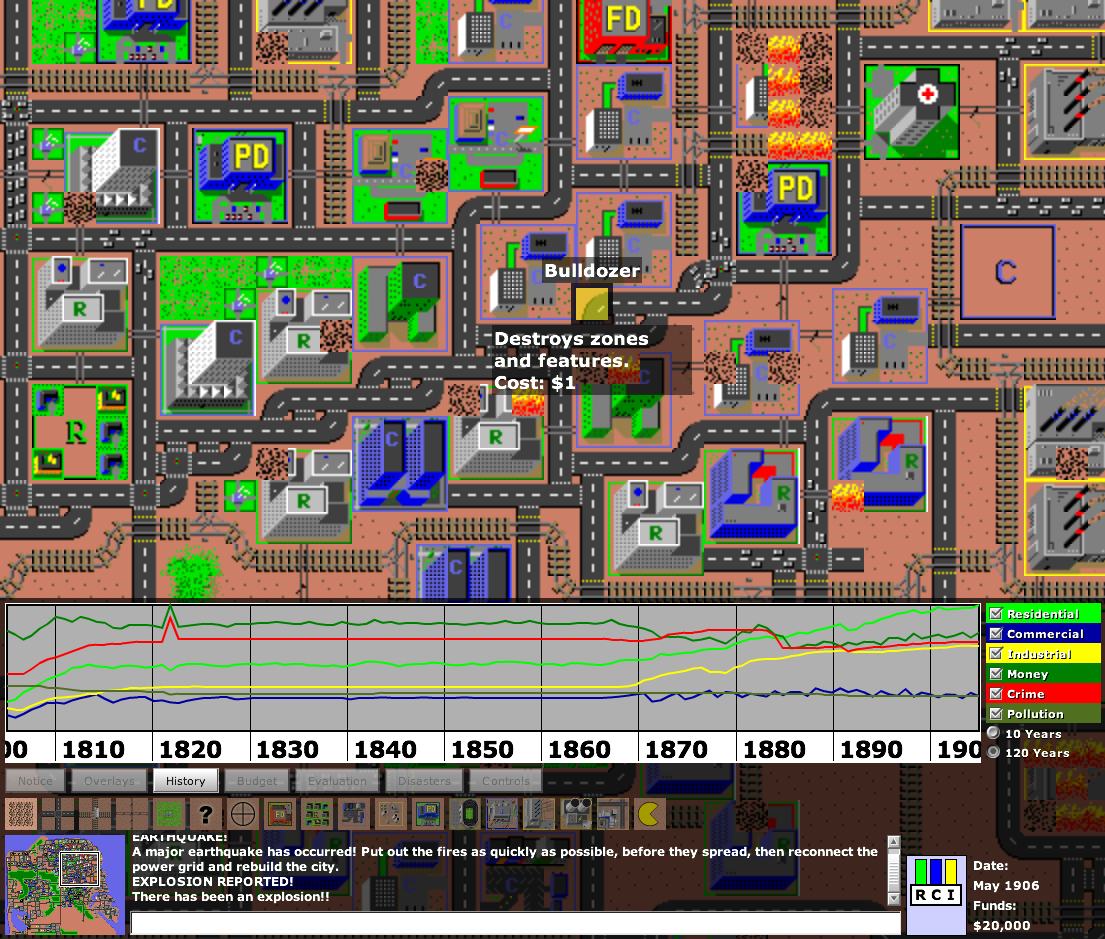 PD
FD
C
C
C
PD
C
PD
C
C
C
R
C
C
Bulldozer
C
R
C
Destroys zones
and features.
Cost: $1
C
R
C
R
R
R
R
R
C
Residential
Commercial
Industrial
Money
Crime
Pollution
10 Years
120 Years
00 1810 1820 1830 1840 1850 1860 1870 1880 1890 190
Notice Overlays History Budget Evaluation Disasters Controls
?
EARTHQUAKE!
A major earthquake has occurred! Put out the fires as quickly as possible, before they spread, then reconnect the
power grid and rebuild the city.
EXPLOSION REPORTED!
There has been an explosion!!
R C I
Date:
May 1906
Funds:
$20,000